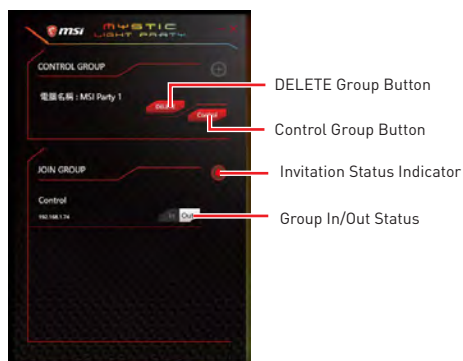 msi MYSTIC
LIGHT PARTY
CONTROL GROUP
電腦名稱 : MSI Party 1
DELETE
Control
JOIN GROUP
Control
192.168.1.74
In Out
DELETE Group Button
Control Group Button
Invitation Status Indicator
Group In/Out Status